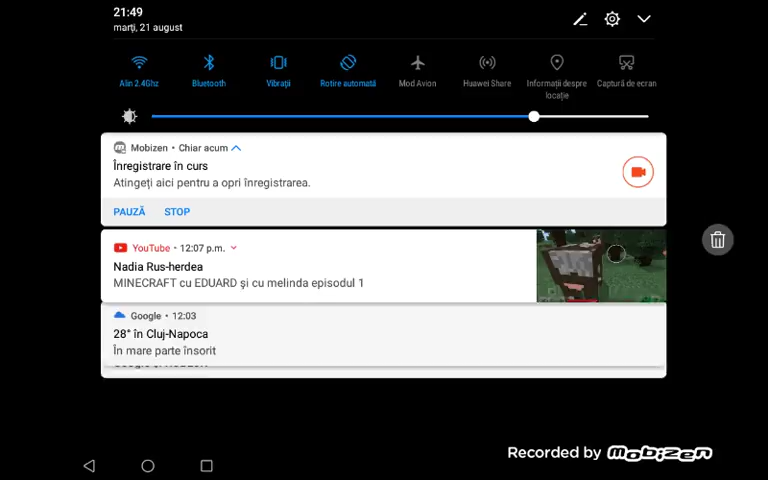 21:49
marți, 21 august
Alin 2.4Ghz
Bluetooth
Vibrații
Rotire automată
Mod Avion
Huawei Share
Informații despre locație
Captură de ecran
Mobizen • Chiar acum
Înregistrare în curs
Atingeți aici pentru a opri înregistrarea.
PAUZĂ STOP
YouTube • 12:07 p.m.
Nadia Rus-herdea
MINECRAFT cu EDUARD și cu melinda episodul 1
Google • 12:03
28° în Cluj-Napoca
În mare parte însorit
Recorded by mobizen